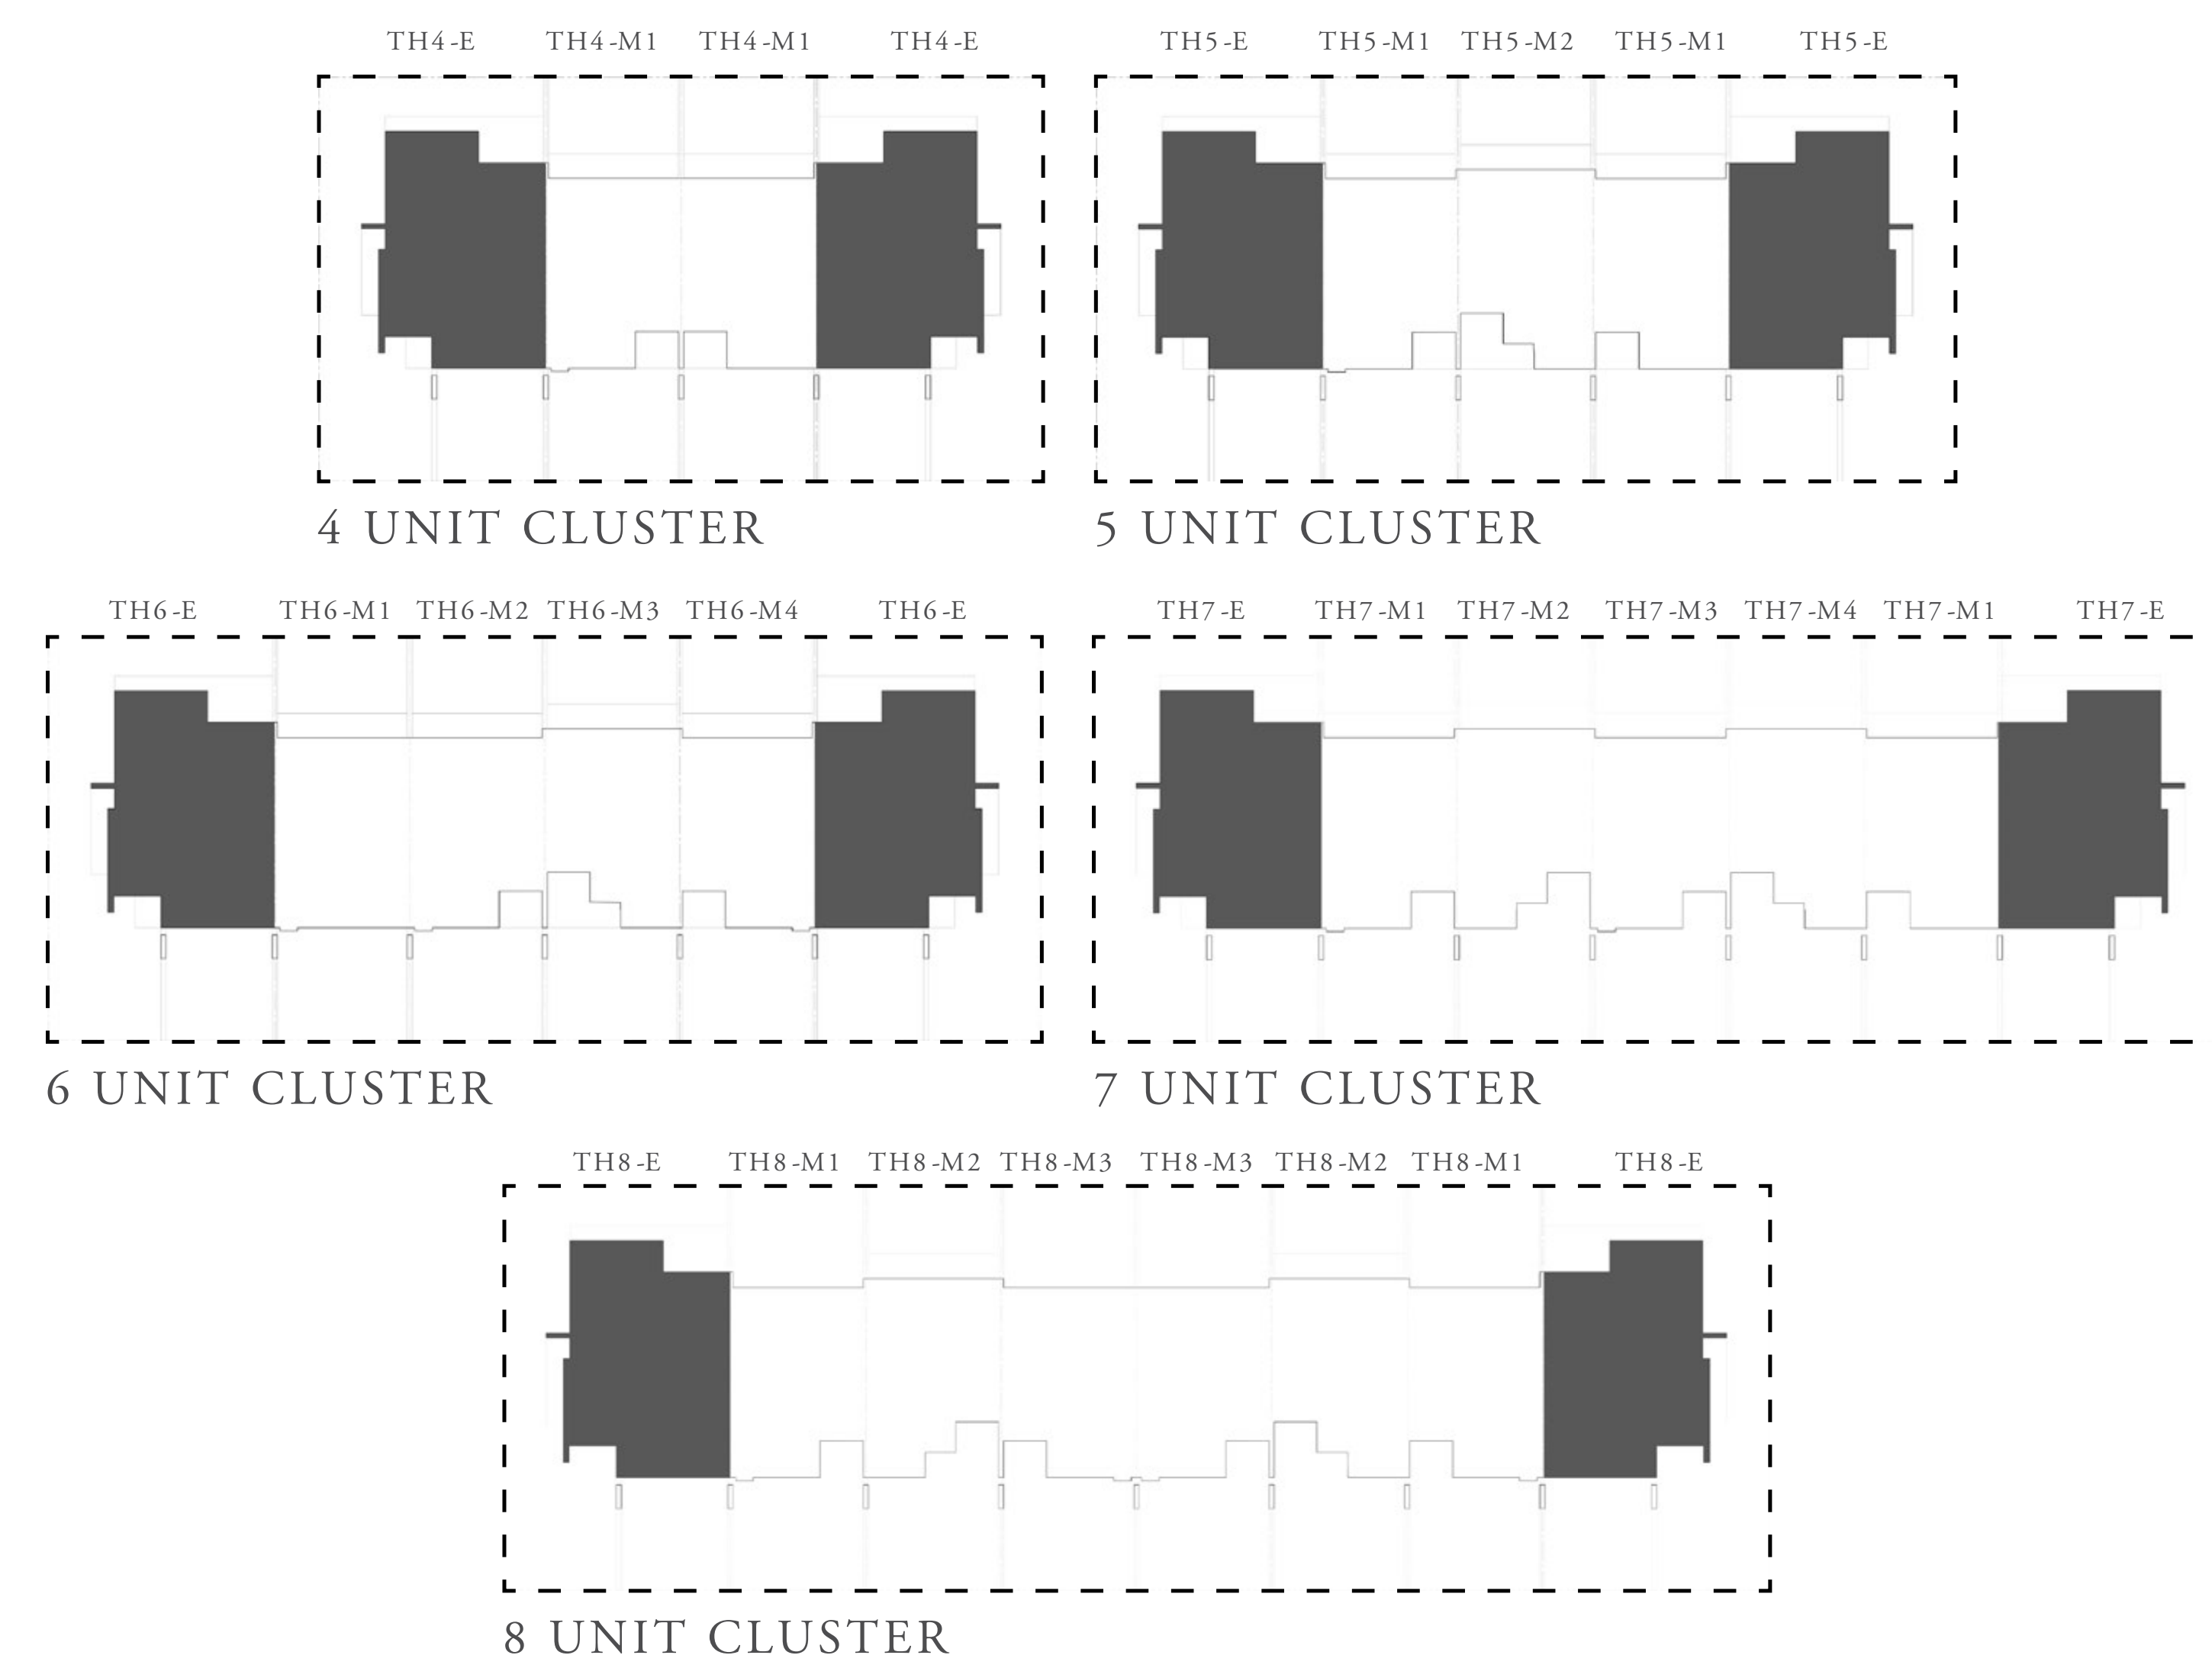 TH4-E TH4-M1 TH4-M1 TH4-E
4 UNIT CLUSTER
TH5-E TH5-M1 TH5-M2 TH5-M1 TH5-E
5 UNIT CLUSTER
TH6-E TH6-M1 TH6-M2 TH6-M3 TH6-M4 TH6-E
6 UNIT CLUSTER
TH7-E TH7-M1 TH7-M2 TH7-M3 TH7-M4 TH7-M1 TH7-E
7 UNIT CLUSTER
TH8-E TH8-M1 TH8-M2 TH8-M3 TH8-M3 TH8-M2 TH8-M1 TH8-E
8 UNIT CLUSTER